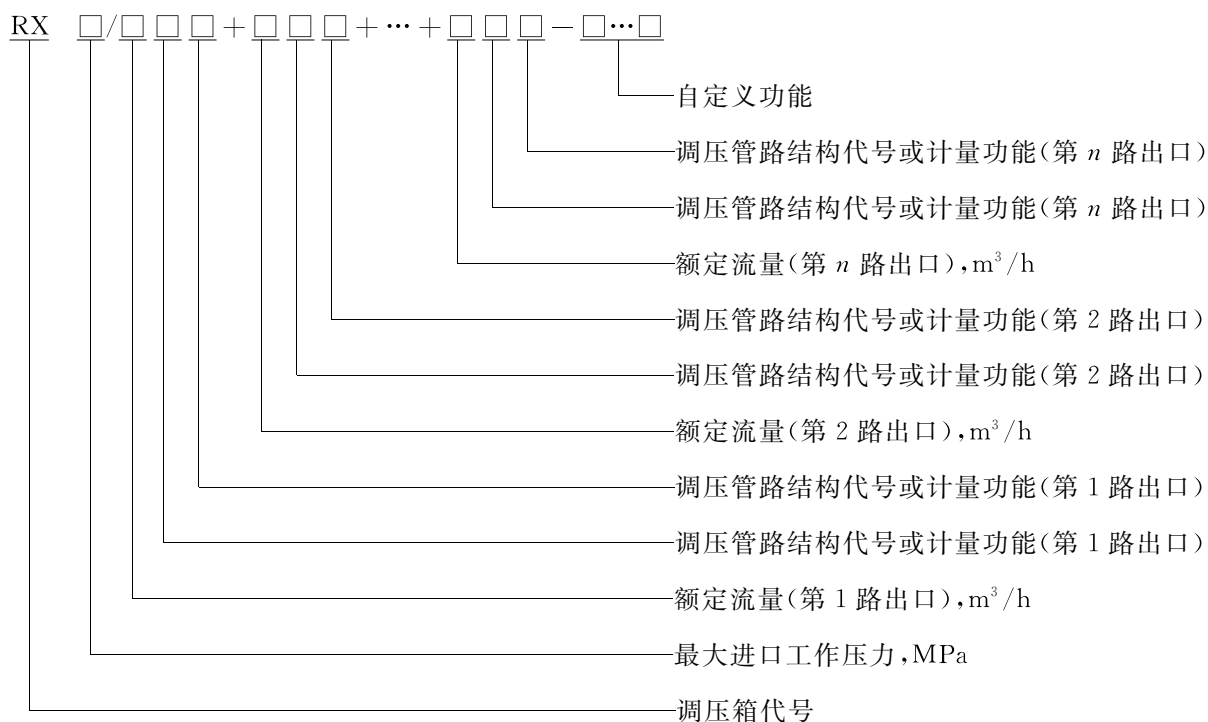 RX □/□□□+□□□+…+□□□-□…□
自定义功能
调压管路结构代号或计量功能(第 n 路出口)
调压管路结构代号或计量功能(第 n 路出口)
额定流量(第 n 路出口),m³/h
调压管路结构代号或计量功能(第 2 路出口)
调压管路结构代号或计量功能(第 2 路出口)
额定流量(第 2 路出口),m³/h
调压管路结构代号或计量功能(第 1 路出口)
调压管路结构代号或计量功能(第 1 路出口)
额定流量(第 1 路出口),m³/h
最大进口工作压力,MPa
调压箱代号